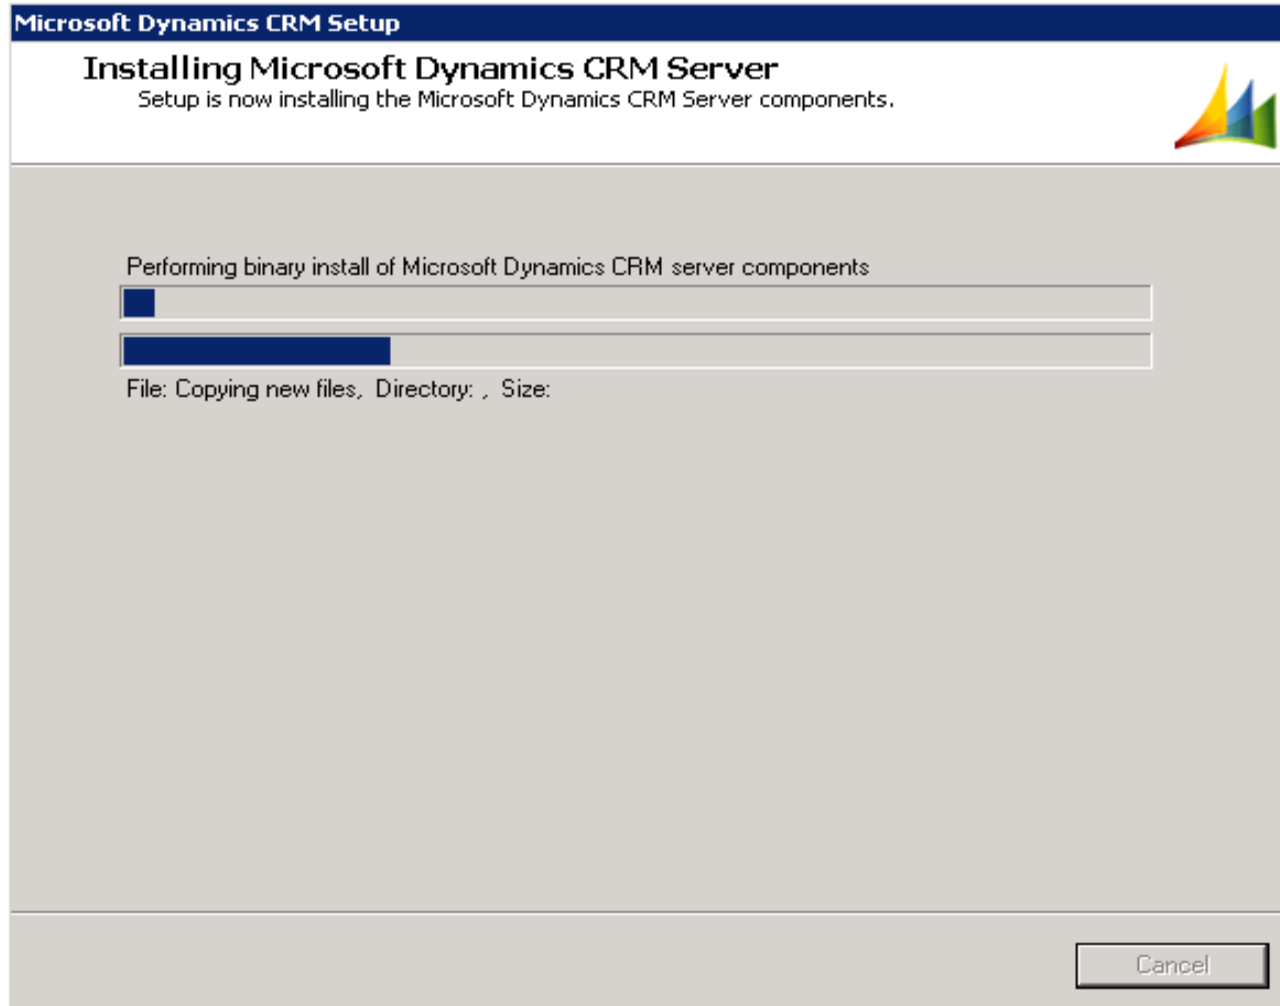 Microsoft Dynamics CRM Setup
Installing Microsoft Dynamics CRM Server
Setup is now installing the Microsoft Dynamics CRM Server components.
Performing binary install of Microsoft Dynamics CRM server components
File: Copying new files,  Directory: ,  Size:
Cancel